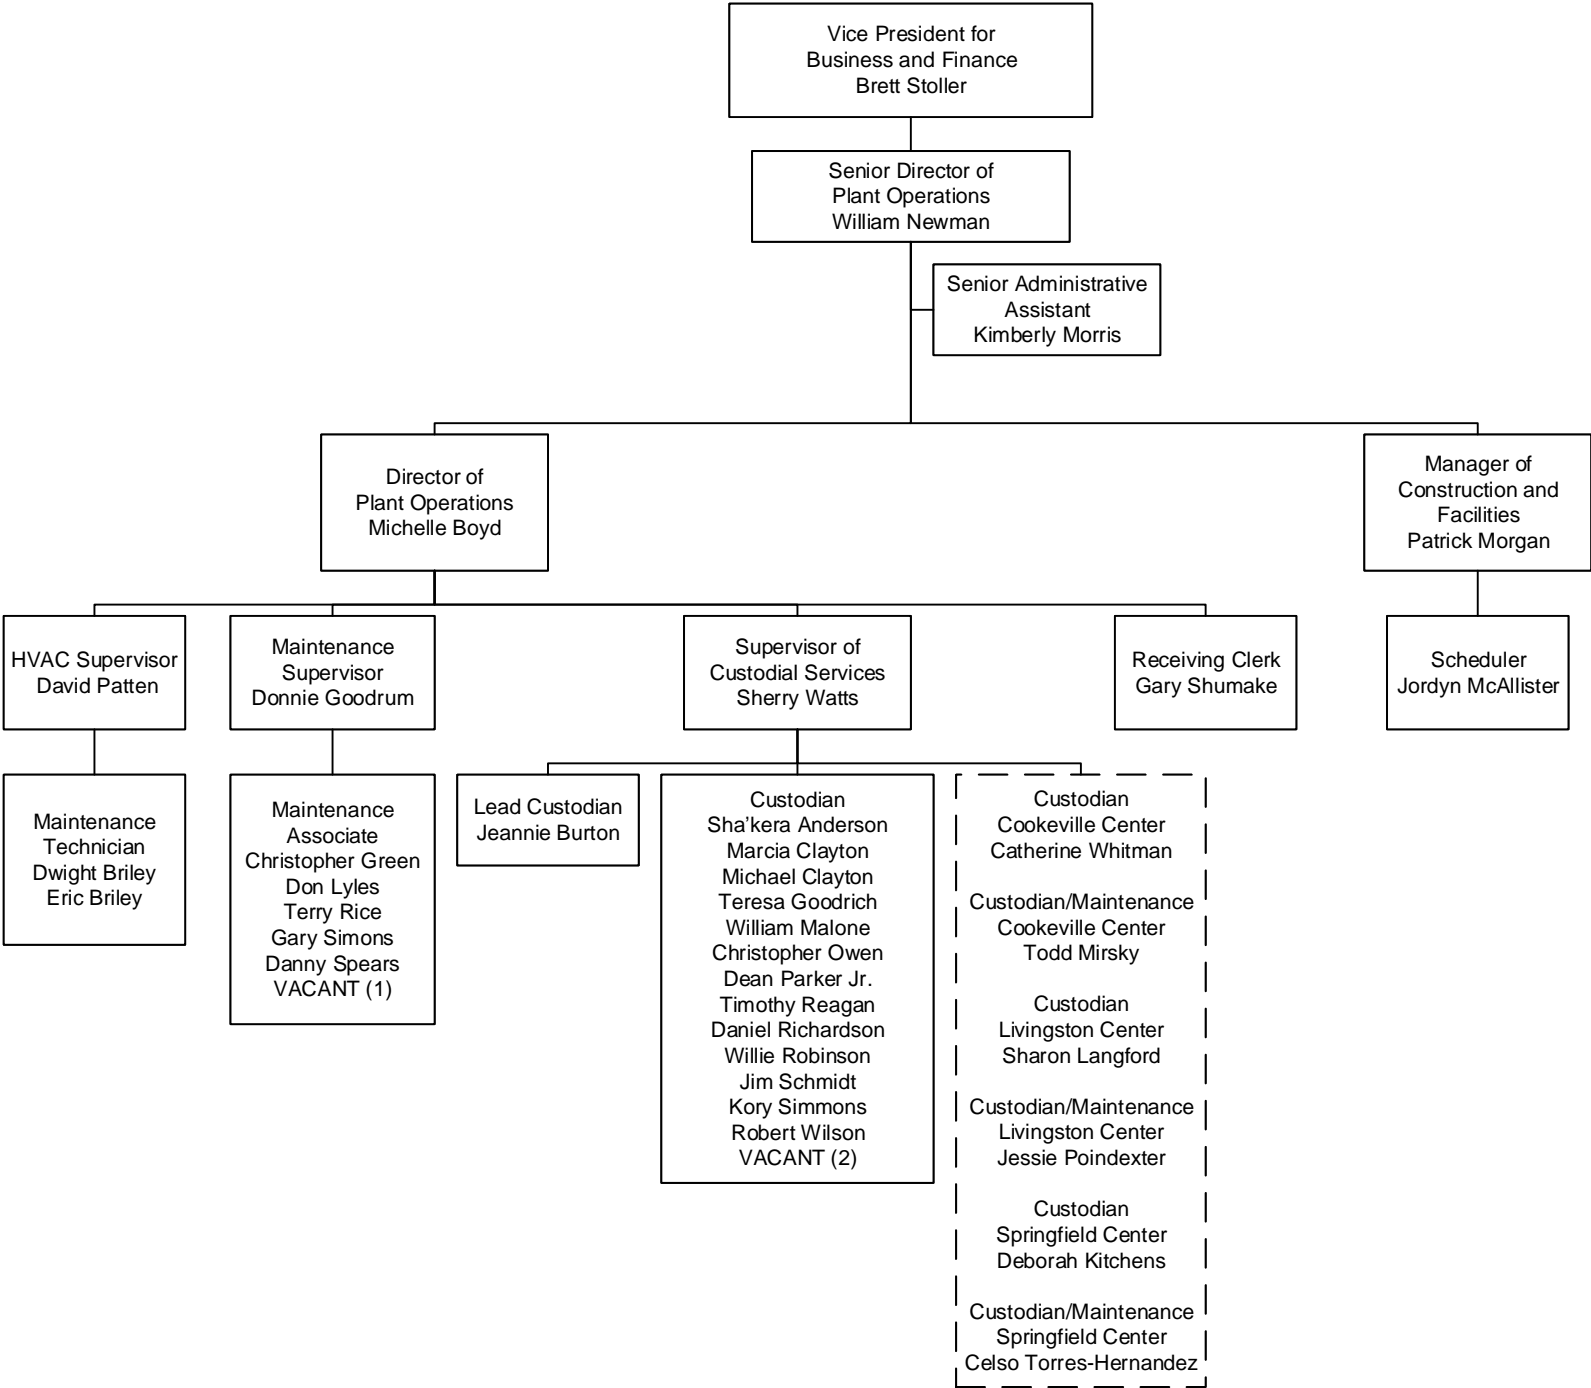 Vice President for
Business and Finance
Brett Stoller
Senior Director of
Plant Operations
William Newman
Senior Administrative
Assistant
Kimberly Morris
Director of
Plant Operations
Michelle Boyd
Manager of
Construction and
Facilities
Patrick Morgan
HVAC Supervisor
David Patten
Maintenance
Supervisor
Donnie Goodrum
Supervisor of
Custodial Services
Sherry Watts
Receiving Clerk
Gary Shumake
Scheduler
Jordyn McAllister
Maintenance
Technician
Dwight Briley
Eric Briley
Maintenance
Associate
Christopher Green
Don Lyles
Terry Rice
Gary Simons
Danny Spears
VACANT (1)
Lead Custodian
Jeannie Burton
Custodian
Sha’kera Anderson
Marcia Clayton
Michael Clayton
Teresa Goodrich
William Malone
Christopher Owen
Dean Parker Jr.
Timothy Reagan
Daniel Richardson
Willie Robinson
Jim Schmidt
Kory Simmons
Robert Wilson
VACANT (2)
Custodian
Cookeville Center
Catherine Whitman
Custodian/Maintenance
Cookeville Center
Todd Mirsky
Custodian
Livingston Center
Sharon Langford
Custodian/Maintenance
Livingston Center
Jessie Poindexter
Custodian
Springfield Center
Deborah Kitchens
Custodian/Maintenance
Springfield Center
Celso Torres-Hernandez